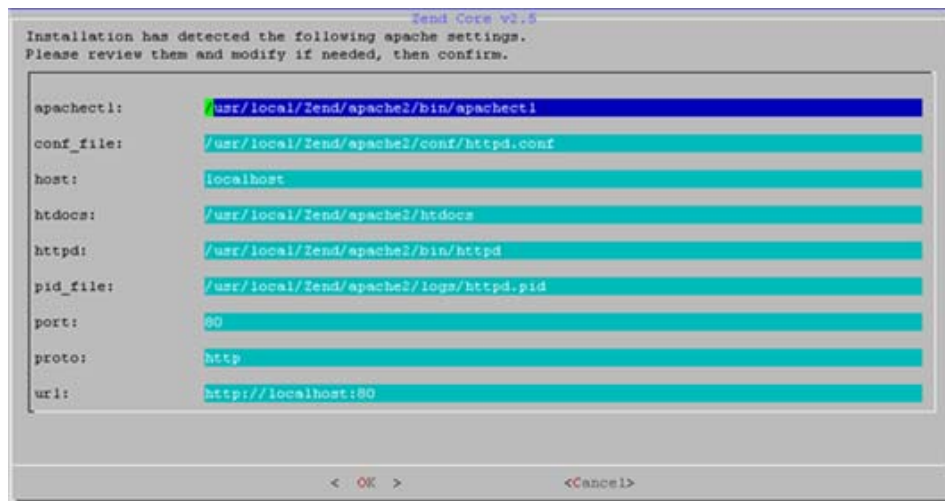 Zend Core v2.5
Installation has detected the following apache settings.
Please review them and modify if needed, then confirm.
apachectl: /usr/local/Zend/apache2/bin/apachectl
conf_file: /usr/local/Zend/apache2/conf/httpd.conf
host: localhost
htdocs: /usr/local/Zend/apache2/htdocs
httpd: /usr/local/Zend/apache2/bin/httpd
pid_file: /usr/local/Zend/apache2/logs/httpd.pid
port: 80
proto: http
url: http://localhost:80
< OK > <Cancel>